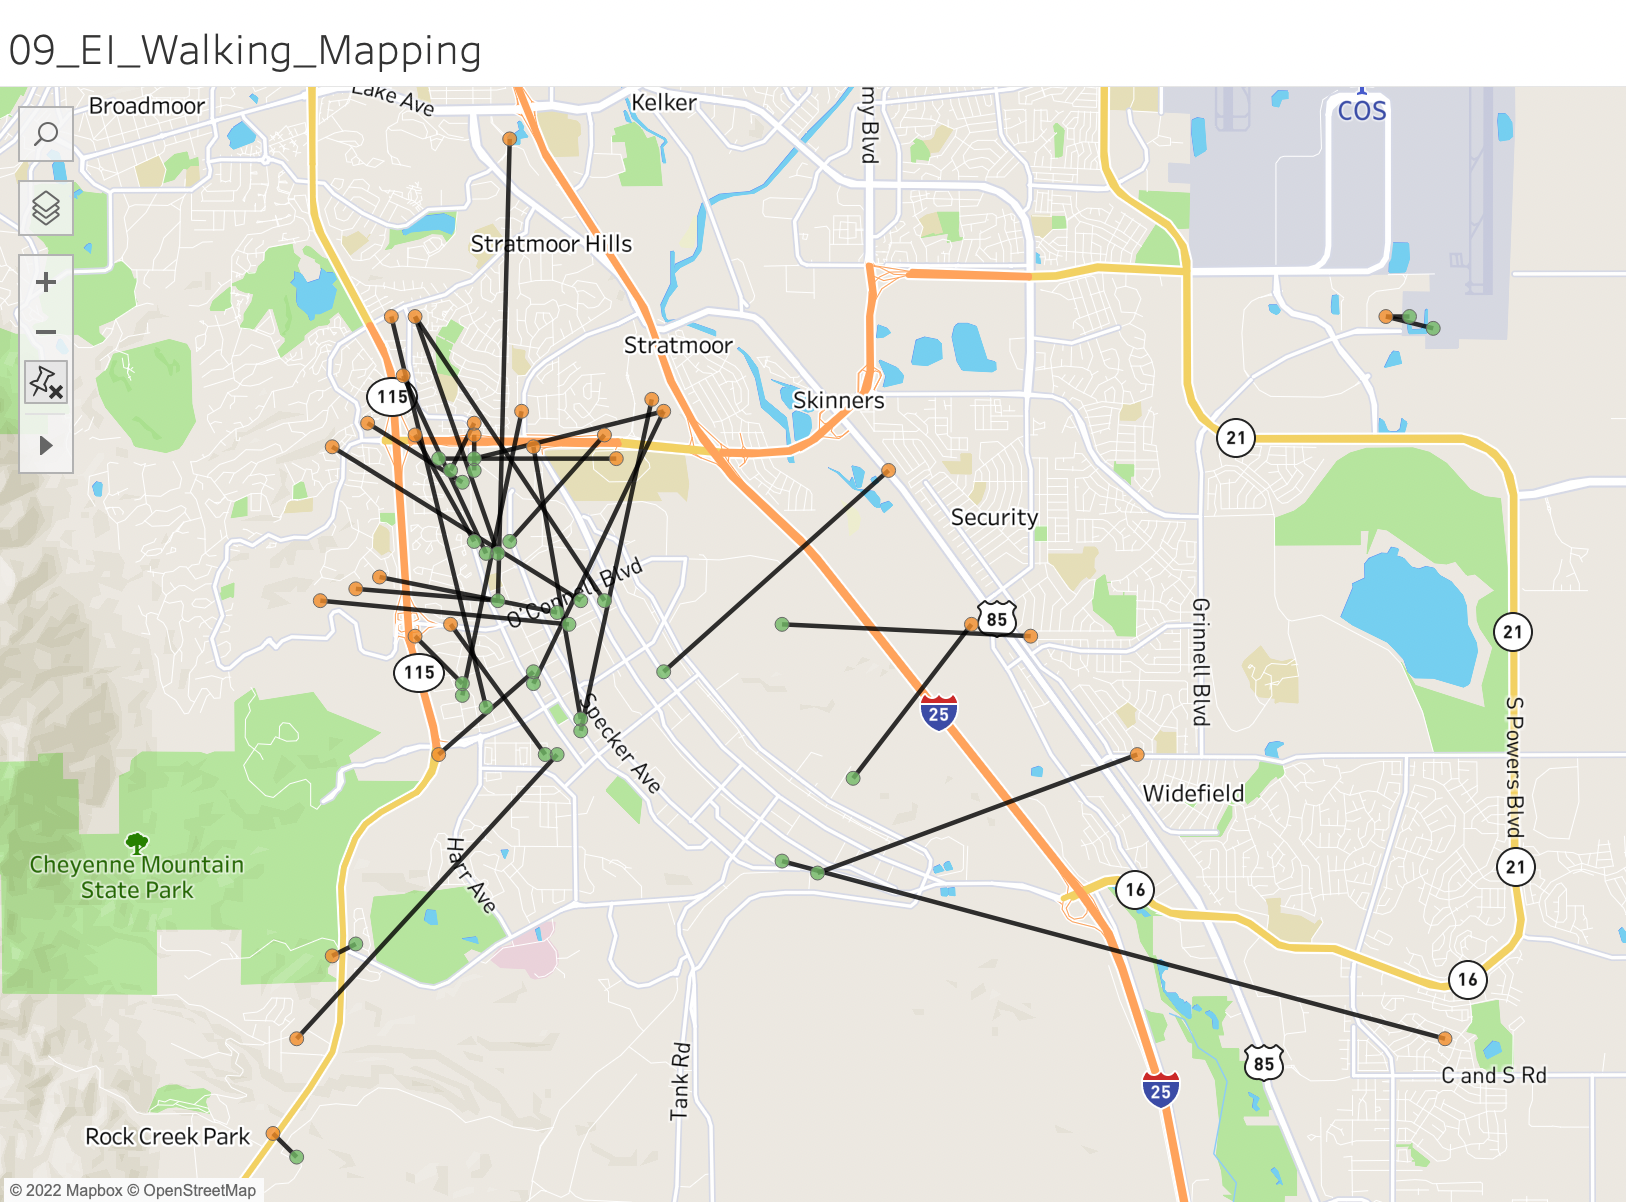 09_EI_Walking_Mapping
Broadmoor
Lake Ave
Kelker
my Blvd
COS
Stratmoor Hills
Stratmoor
115
Skinners
21
Security
O'Connell Blvd
85
Grinnell Blvd
21
115
25
Specker Ave
S Powers Blvd
Widefield
Cheyenne Mountain
State Park
Harr Ave
16
21
16
Tank Rd
85
25
C and S Rd
Rock Creek Park
© 2022 Mapbox © OpenStreetMap